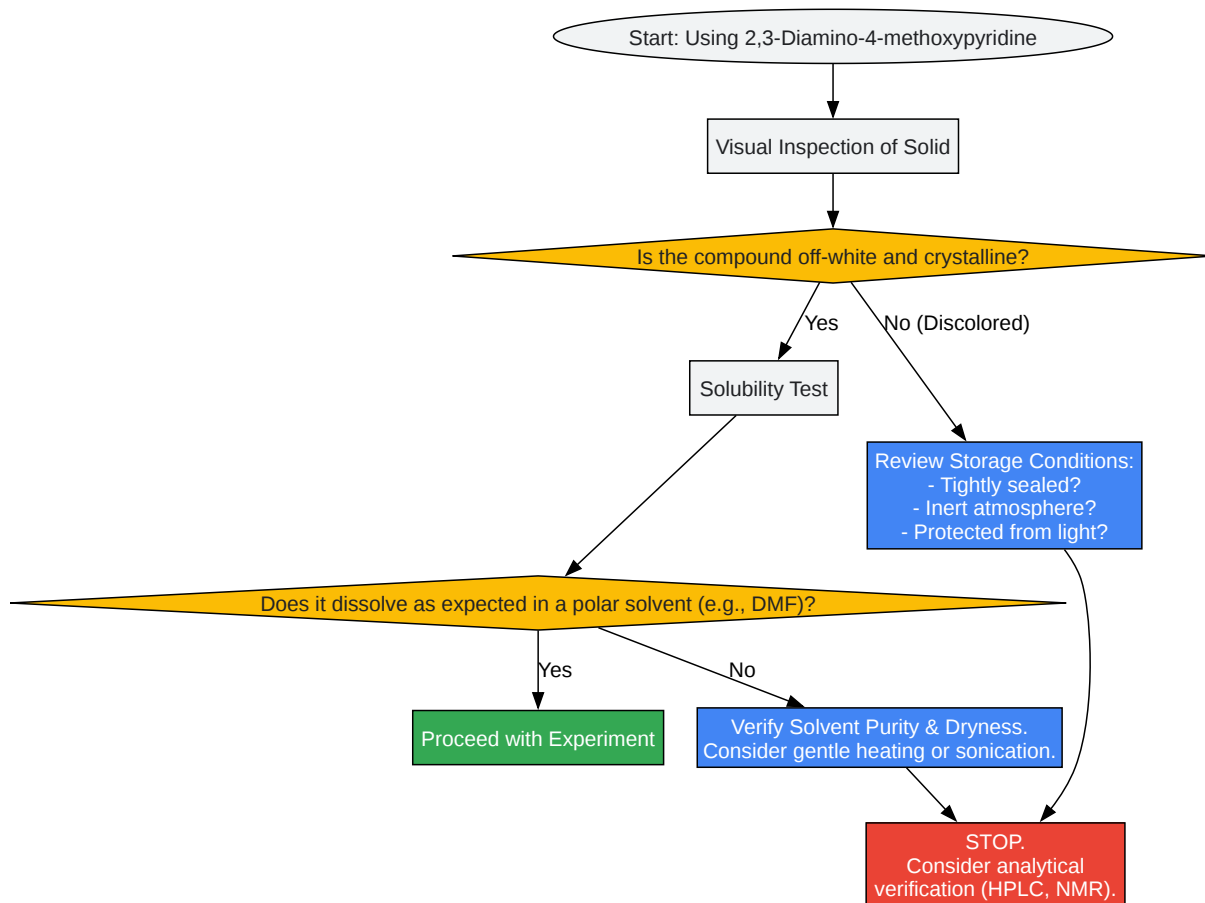 Start: Using 2,3-Diamino-4-methoxypyridine
Visual Inspection of Solid
Is the compound off-white and crystalline?
Yes
No (Discolored)
Solubility Test
Review Storage Conditions:
- Tightly sealed?
- Inert atmosphere?
- Protected from light?
Does it dissolve as expected in a polar solvent (e.g., DMF)?
Yes
No
Proceed with Experiment
Verify Solvent Purity & Dryness.
Consider gentle heating or sonication.
STOP.
Consider analytical
verification (HPLC, NMR).